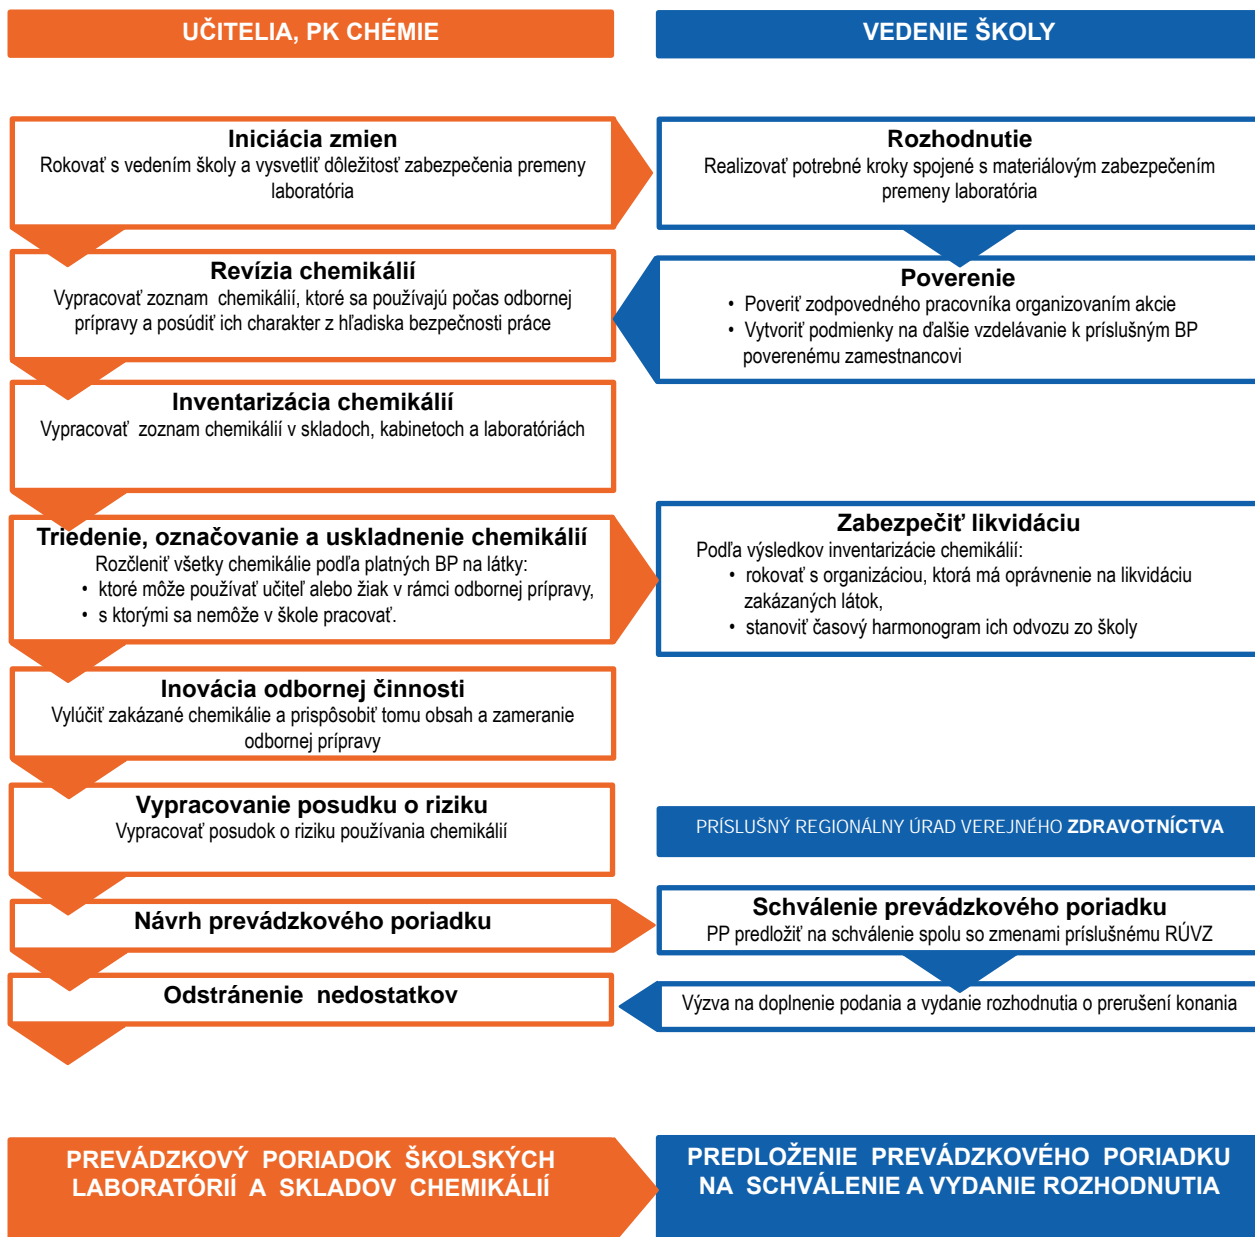 UČITELIA, PK CHÉMIE
VEDENIE ŠKOLY
Iniciácia zmien
Rokovať s vedením školy a vysvetliť dôležitosť zabezpečenia premeny
laboratória
Rozhodnutie
Realizovať potrebné kroky spojené s materiálovým zabezpečením
premeny laboratória
Revízia chemikálií
Vypracovať zoznam chemikálií, ktoré sa používajú počas odbornej
prípravy a posúdiť ich charakter z hľadiska bezpečnosti práce
Poverenie
• Poveriť zodpovedného pracovníka organizovaním akcie
• Vytvoriť podmienky na ďalšie vzdelávanie k príslušným BP
poverenému zamestnancovi
Inventarizácia chemikálií
Vypracovať zoznam chemikálií v skladoch, kabinetoch a laboratóriách
Triedenie, označovanie a uskladnenie chemikálií
Rozčleniť všetky chemikálie podľa platných BP na látky:
• ktoré môže používať učiteľ alebo žiak v rámci odbornej prípravy,
• s ktorými sa nemôže v škole pracovať.
Zabezpečiť likvidáciu
Podľa výsledkov inventarizácie chemikálií:
• rokovať s organizáciou, ktorá má oprávnenie na likvidáciu
zakázaných látok,
• stanoviť časový harmonogram ich odvozu zo školy
Inovácia odbornej činnosti
Vylúčiť zakázané chemikálie a prispôsobiť tomu obsah a zameranie
odbornej prípravy
Vypracovanie posudku o riziku
Vypracovať posudok o riziku používania chemikálií
PRÍSLUŠNÝ REGIONÁLNY ÚRAD VEREJNÉHO ZDRAVOTNÍCTVA
Návrh prevádzkového poriadku
Schválenie prevádzkového poriadku
PP predložiť na schválenie spolu so zmenami príslušnému RÚVZ
Odstránenie nedostatkov
Výzva na doplnenie podania a vydanie rozhodnutia o prerušení konania
PREVÁDZKOVÝ PORIADOK ŠKOLSKÝCH
LABORATÓRIÍ A SKLADOV CHEMIKÁLIÍ
PREDLOŽENIE PREVÁDZKOVÉHO PORIADKU
NA SCHVÁLENIE A VYDANIE ROZHODNUTIA